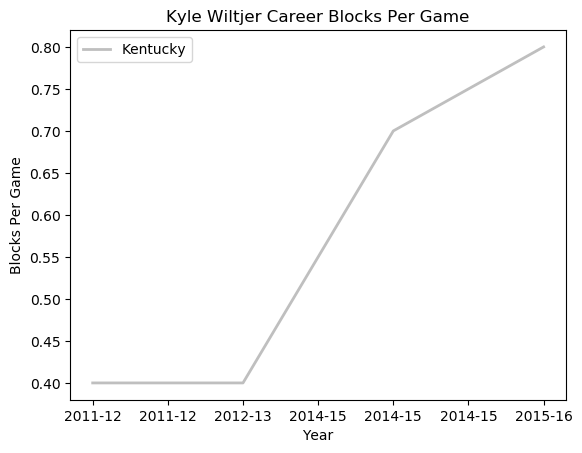 Kyle Wiltjer Career Blocks Per Game
Kentucky
0.80
0.75
0.70
0.65
0.60
0.55
0.50
0.45
0.40
Blocks Per Game
2011-12 2011-12 2012-13 2014-15 2014-15 2014-15 2015-16
Year